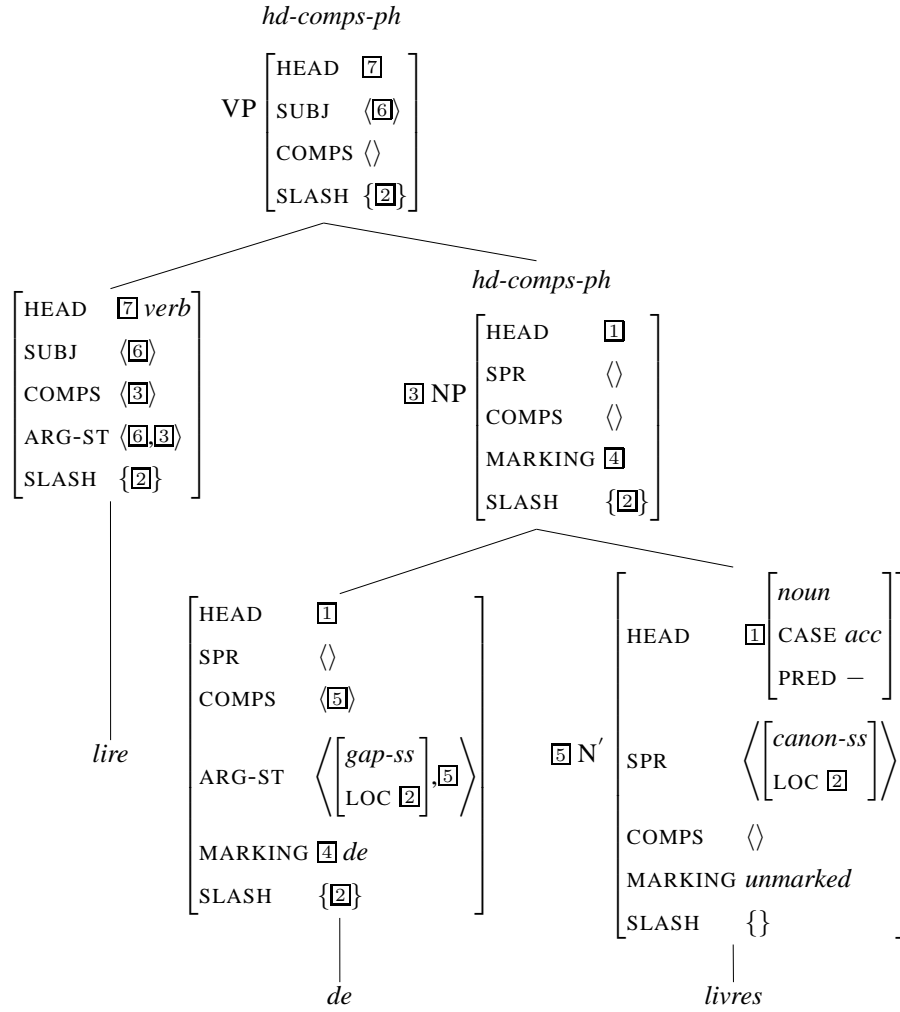 hd-comps-ph
VP [HEAD 7
SUBJ ⟨6⟩
COMPS ⟨⟩
SLASH {2}]
hd-comps-ph
[HEAD 7 verb
SUBJ ⟨6⟩
COMPS ⟨3⟩
ARG-ST ⟨6,3⟩
SLASH {2}]
3 NP [HEAD 1
SPR ⟨⟩
COMPS ⟨⟩
MARKING 4
SLASH {2}]
[HEAD 1
SPR ⟨⟩
COMPS ⟨5⟩
ARG-ST ⟨[gap-ss
LOC 2],5⟩
MARKING 4 de
SLASH {2}]
5 N′ [HEAD 1 [noun
CASE acc
PRED −]
SPR ⟨[canon-ss
LOC 2]⟩
COMPS ⟨⟩
MARKING unmarked
SLASH {}]
lire
de
livres